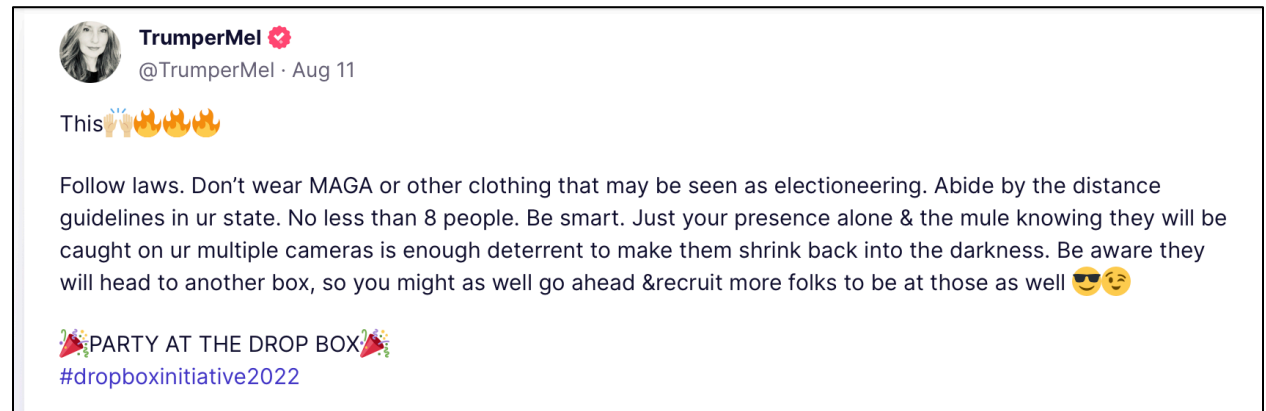 TrumperMel
@TrumperMel · Aug 11
This🙌🏼🔥🔥🔥
Follow laws. Don’t wear MAGA or other clothing that may be seen as electioneering. Abide by the distance
guidelines in ur state. No less than 8 people. Be smart. Just your presence alone & the mule knowing they will be
caught on ur multiple cameras is enough deterrent to make them shrink back into the darkness. Be aware they
will head to another box, so you might as well go ahead &recruit more folks to be at those as well 😎😉
🎉PARTY AT THE DROP BOX🎉
#dropboxinitiative2022